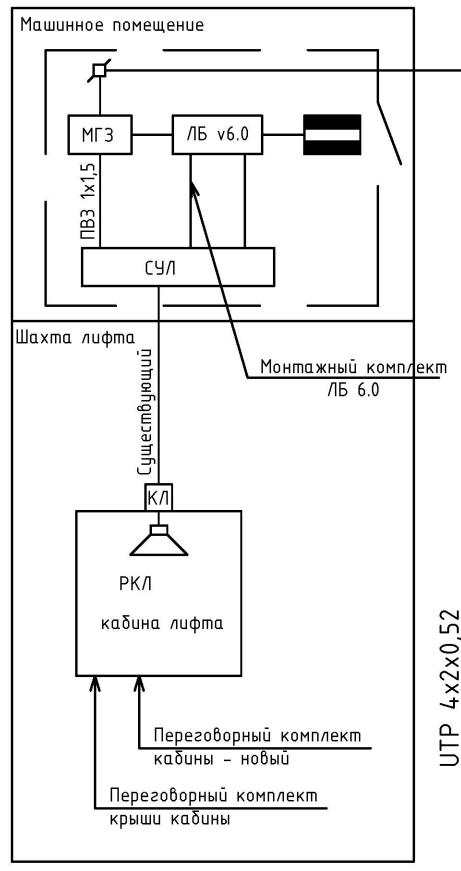 Машинное помещение
МГЗ
ЛБ v6.0
ПВЗ 1х1,5
СУЛ
Шахта лифта
Монтажный комплект
ЛБ 6.0
Существующий
КЛ
РКЛ
кабина лифта
UTP 4х2х0,52
Переговорный комплект
кабины - новый
Переговорный комплект
крыши кабины